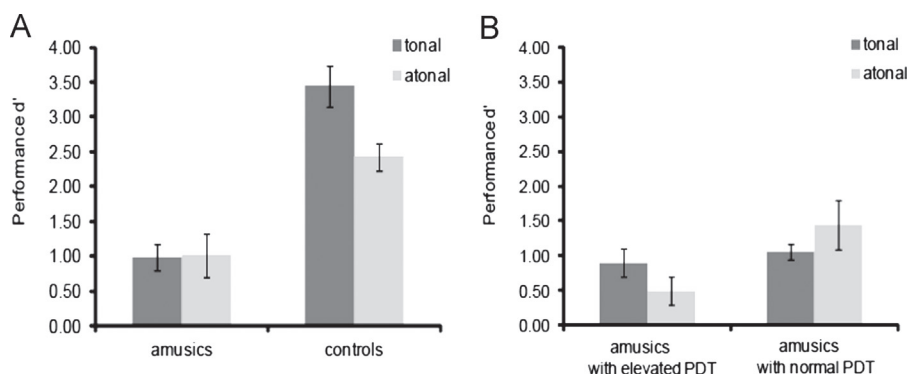 A
Performance d'
4.00
3.50
3.00
2.50
2.00
1.50
1.00
0.50
0.00
tonal
atonal
amusics
controls
B
Performance d'
4.00
3.50
3.00
2.50
2.00
1.50
1.00
0.50
0.00
tonal
atonal
amusics
with elevated PDT
amusics
with normal PDT